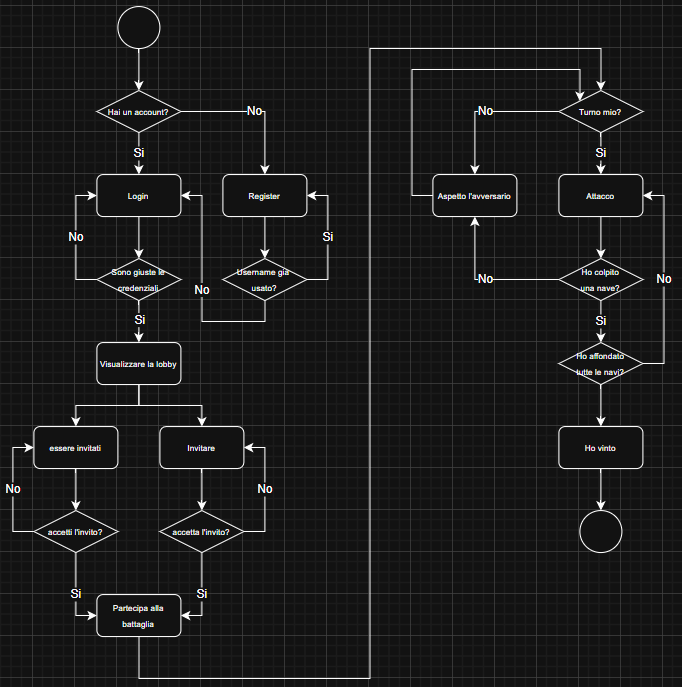 Hai un account?
No
Si
Login
Register
No
Si
Sono giuste le
credenziali
Username gia
usato?
No
Si
Visualizzare la lobby
essere invitati
Invitare
No
No
accetti l'invito?
accetta l'invito?
Si
Si
Partecipa alla
battaglia
Turno mio?
No
Si
Aspetto l'avversario
Attacco
Ho colpito
una nave?
No
No
Si
Ho affondato
tutte le navi?
Ho vinto